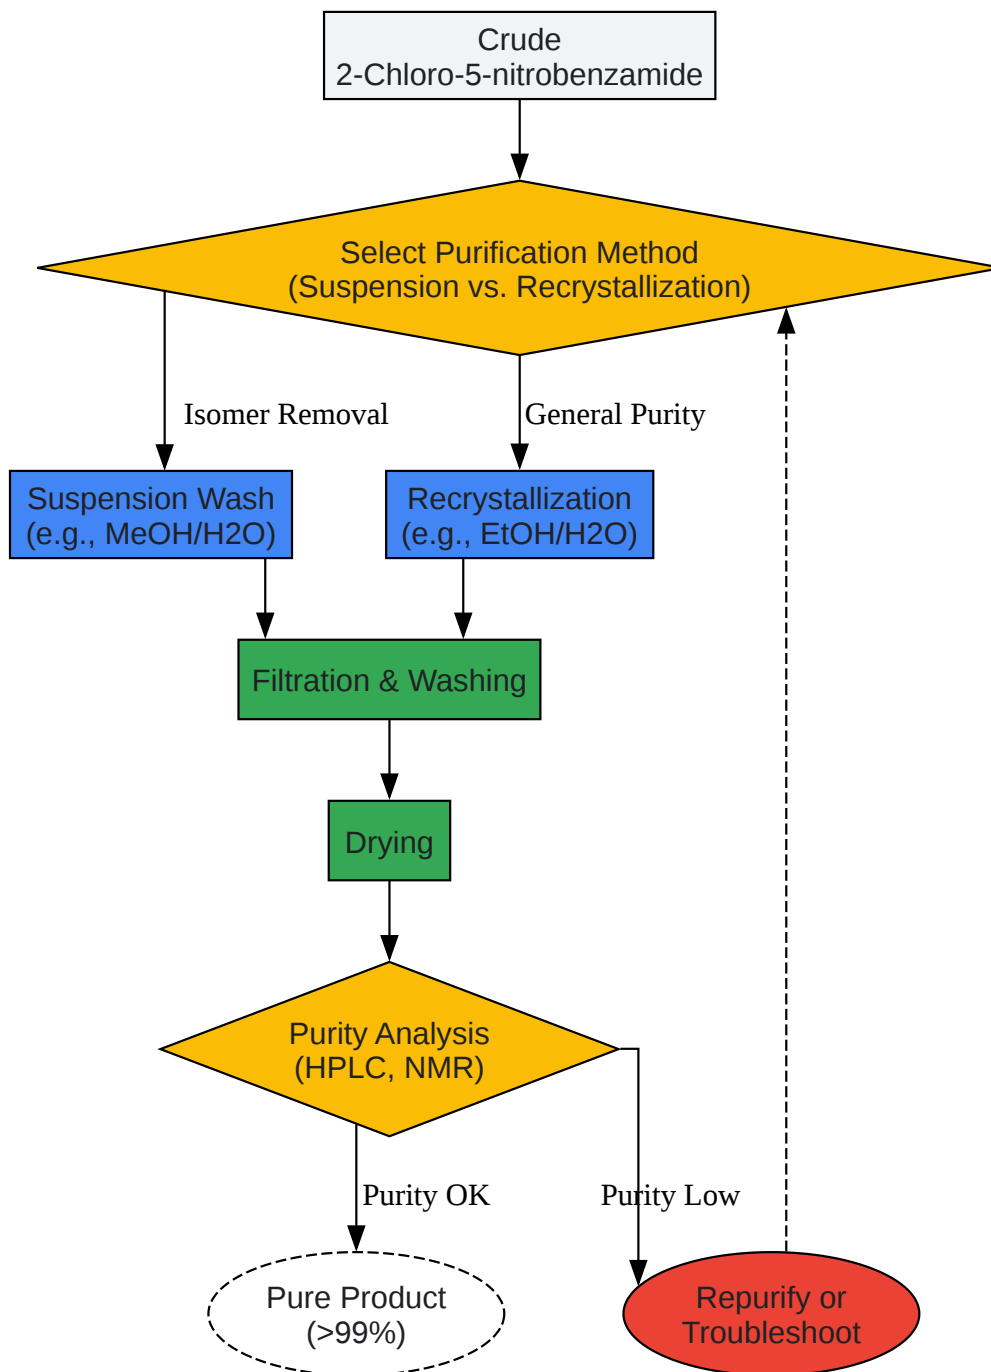 Crude
2-Chloro-5-nitrobenzamide
Select Purification Method
(Suspension vs. Recrystallization)
Isomer Removal
General Purity
Suspension Wash
(e.g., MeOH/H2O)
Recrystallization
(e.g., EtOH/H2O)
Filtration & Washing
Drying
Purity Analysis
(HPLC, NMR)
Purity OK
Purity Low
Pure Product
(>99%)
Repurify or
Troubleshoot